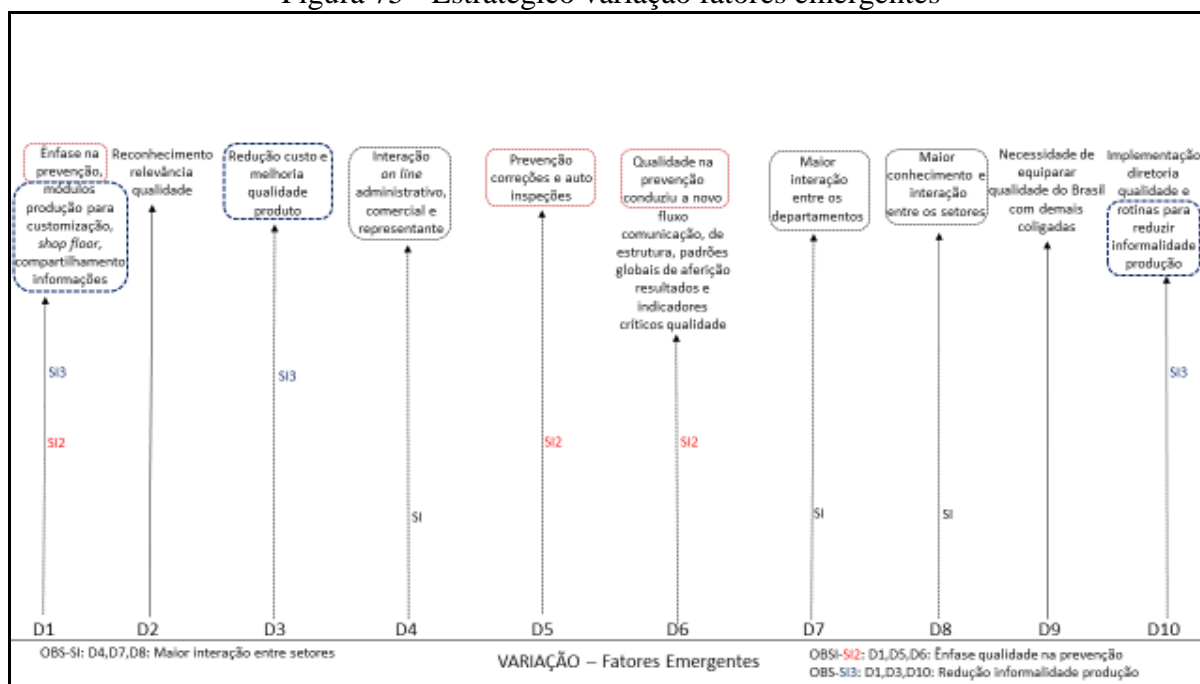 Figura 75 - Estratégico variação fatores emergentes
Ênfase na
prevenção,
módulos
produção para
customização,
shop floor,
compartilhamento
informações
Reconhecimento
relevância
qualidade
Redução custo e
melhoria
qualidade
produto
Interação
on line
administrativo,
comercial e
representante
Prevenção
correções e auto
inspeções
Qualidade na
prevenção
conduziu a novo
fluxo
comunicação, de
estrutura, padrões
globais de aferição
resultados e
indicadores
críticos qualidade
Maior
interação
entre os
departamentos
Maior
conhecimento e
interação
entre os setores
Necessidade de
equiparar
qualidade do Brasil
com demais
coligadas
Implementação
diretoria
qualidade e
rotinas para
reduzir
informalidade
produção
SI3
SI3
SI3
SI2
SI2
SI2
SI
SI
SI
D1 D2 D3 D4 D5 D6 D7 D8 D9 D10
OBS-SI: D4,D7,D8: Maior interação entre setores
VARIAÇÃO – Fatores Emergentes
OBSI-SI2: D1,D5,D6: Ênfase qualidade na prevenção
OBS-SI3: D1,D3,D10: Redução informalidade produção